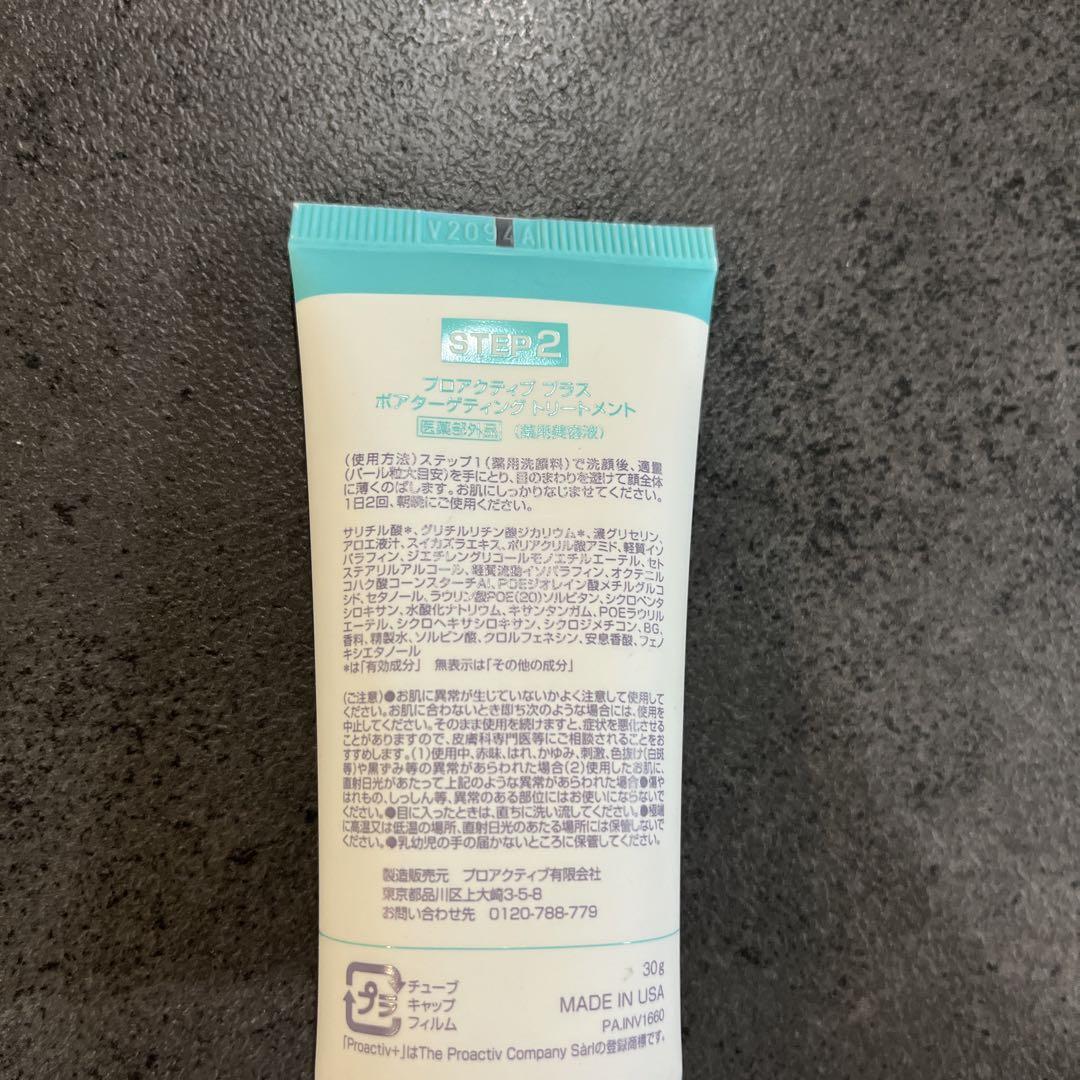 V2094A
STEP 2
プロアクティブ プラス
ポアターゲティング トリートメント
医薬部外品 (薬用美容液)
(使用方法)ステップ1(薬用洗顔料)で洗顔後、適量
(パール粒大目安)を手にとり、目のまわりを避けて顔全体
に薄くのばします。お肌にしっかりなじませてください。
1日2回、朝晩にご使用ください。
サリチル酸*、グリチルリチン酸ジカリウム*、濃グリセリン、
アロエ液汁、スイカズラエキス、ポリアクリル酸アミド、軽質イソ
パラフィン、ジエチレングリコールモノエチルエーテル、セト
ステアリルアルコール、軽質流動イソパラフィン、オクテニル
コハク酸コーンスターチAl、POEジオレイン酸メチルグルコ
シド、セタノール、ラウリン酸POE(20)ソルビタン、シクロペンタ
シロキサン、水酸化ナトリウム、キサンタンガム、POEラウリル
エーテル、シクロヘキサシロキサン、シクロジメチコン、BG、
香料、精製水、ソルビン酸、クロルフェネシン、安息香酸、フェノ
キシエタノール
*は「有効成分」 無表示は「その他の成分」
(ご注意)●お肌に異常が生じていないかよく注意して使用して
ください。お肌に合わないとき即ち次のような場合には、使用を
中止してください。そのまま使用を続けますと、症状を悪化させる
ことがありますので、皮膚科専門医等にご相談されることをお
すすめします。(1)使用中、赤味、はれ、かゆみ、刺激、色抜け(白斑
等)や黒ずみ等の異常があらわれた場合(2)使用したお肌に、
直射日光があたって上記のような異常があらわれた場合●傷や
はれもの、しっしん等、異常のある部位にはお使いにならないで
ください。●目に入ったときは、直ちに洗い流してください。●極端
に高温又は低温の場所、直射日光のあたる場所には保管しないで
ください。●乳幼児の手の届かないところに保管してください。
製造販売元 プロアクティブ有限会社
東京都品川区上大崎3-5-8
お問い合わせ先 0120-788-779
30g
プラ
チューブ
キャップ
フィルム
MADE IN USA
PA.INV1660
「Proactiv+」はThe Proactiv Company Sàrlの登録商標です。